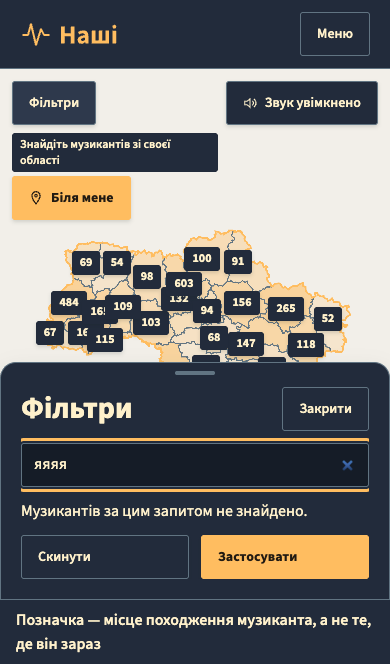 Наші
Меню
Фільтри
Звук увімкнено
Знайдіть музикантів зі своєї
області
Біля мене
100
91
69
54
98
603
132
484
109
94
156
265
52
103
67
115
68
147
118
Фільтри
Закрити
яяяя
Музикантів за цим запитом не знайдено.
Скинути
Застосувати
Позначка — місце походження музиканта, а не те,
де він зараз